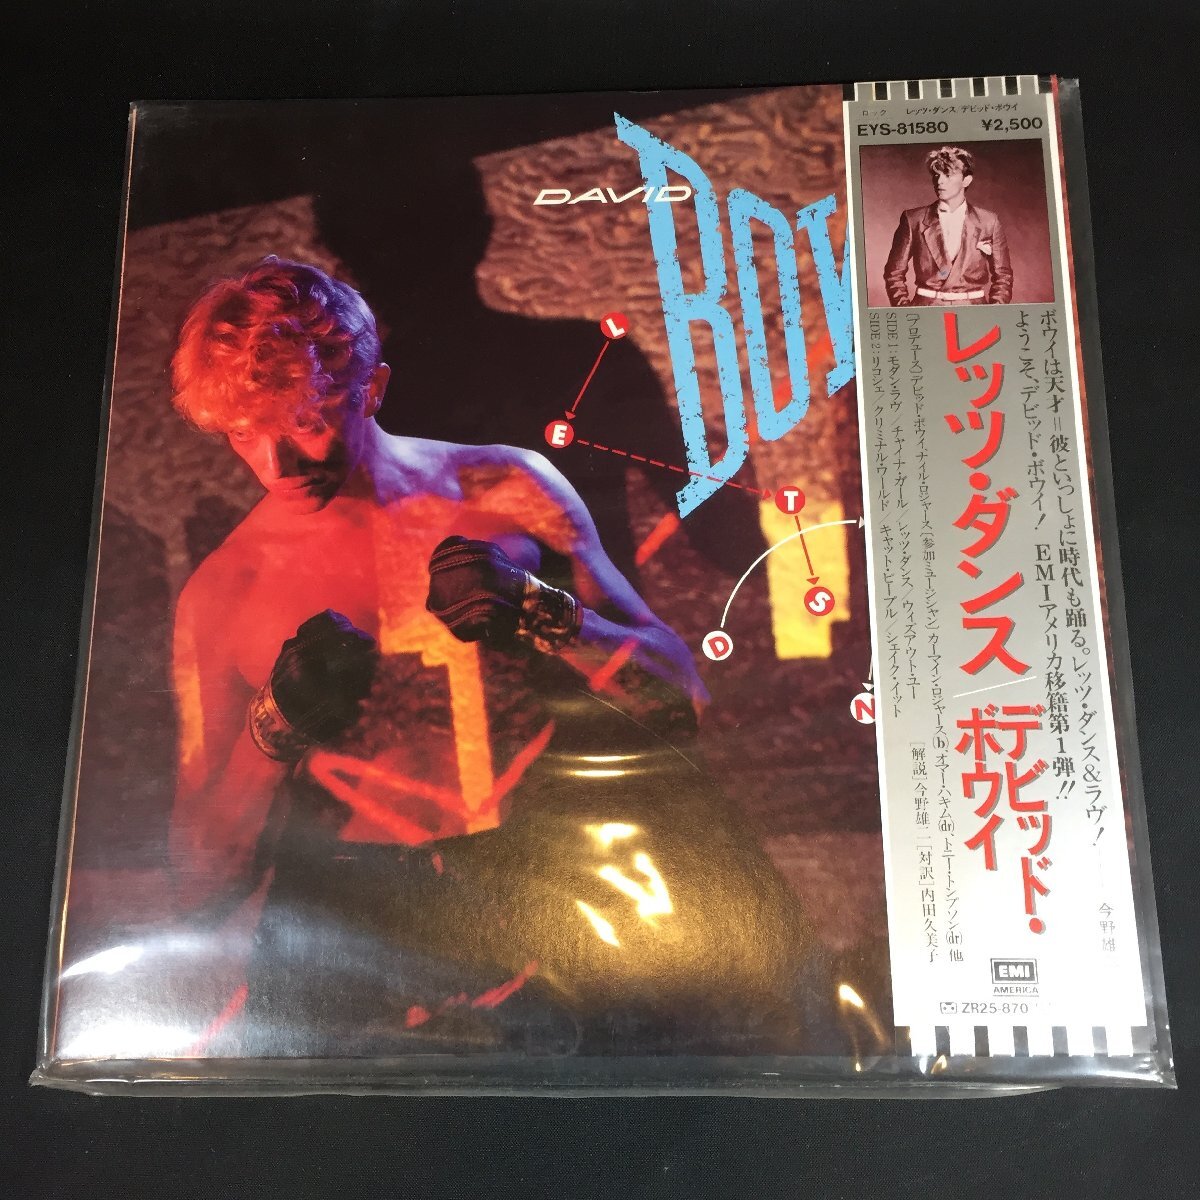 DAVID
BOW
L
E
T
S
D
N
ロック レッツ・ダンス/デビッド・ボウイ
EYS-81580 ¥2,500
ボウイは天才=彼といっしょに時代も踊る。レッツ・ダンス&ラヴ!
今野雄
ようこそ、デビッド・ボウイ! EMIアメリカ移籍第1弾!!
レッツ・ダンス/デビッド・ボウイ
〔プロデュース〕デビッド・ボウイ、ナイル・ロジャース〔参加ミュージシャン〕カーマイン・ロジャース(b)、オマー・ハキム(dr)、トニー・トンプソン(dr)他
SIDE 1:モダン・ラヴ/チャイナ・ガール/レッツ・ダンス/ウィズアウト・ユー
SIDE 2:リコシェ/クリミナル・ワールド/キャット・ピープル/シェイク・イット
[解説]今野雄二 [対訳]内田久美子
EMI
AMERICA
ZR25-870